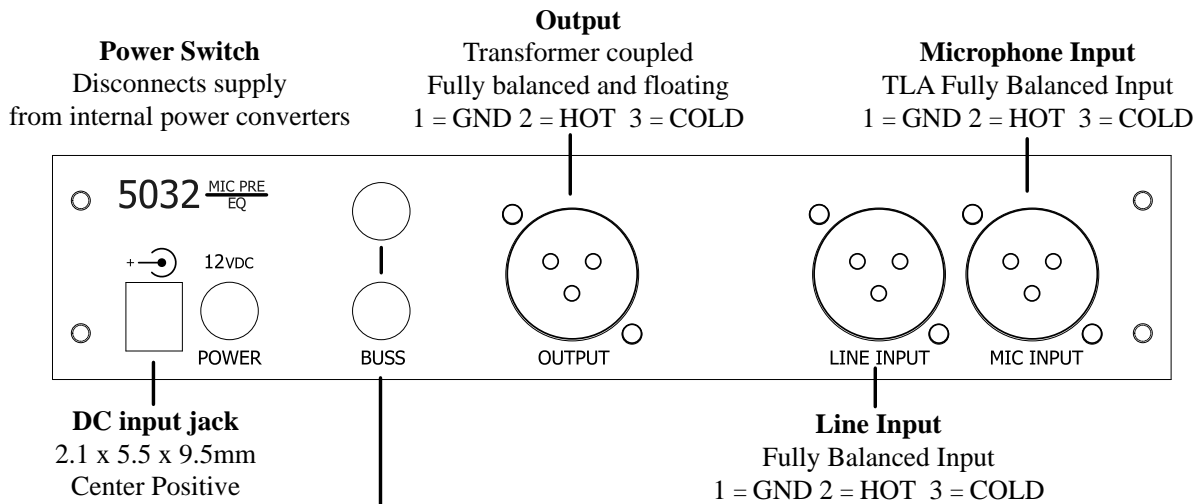 Output
Transformer coupled
Fully balanced and floating
1 = GND 2 = HOT 3 = COLD
Power Switch
Disconnects supply
from internal power converters
Microphone Input
TLA Fully Balanced Input
1 = GND 2 = HOT 3 = COLD
5032 MIC PRE
EQ
+
12VDC
POWER
BUSS
OUTPUT
LINE INPUT
MIC INPUT
DC input jack
2.1 x 5.5 x 9.5mm
Center Positive
Line Input
Fully Balanced Input
1 = GND 2 = HOT 3 = COLD